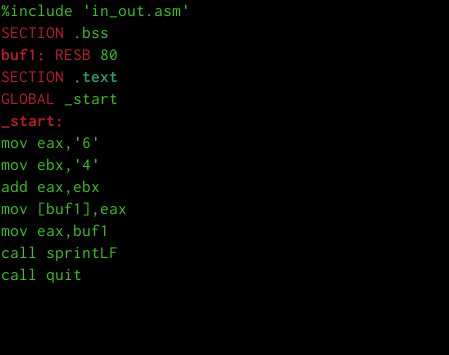 %include 'in_out.asm'
SECTION .bss
buf1: RESB 80
SECTION .text
GLOBAL _start
_start:
mov eax,'6'
mov ebx,'4'
add eax,ebx
mov [buf1],eax
mov eax,buf1
call sprintLF
call quit